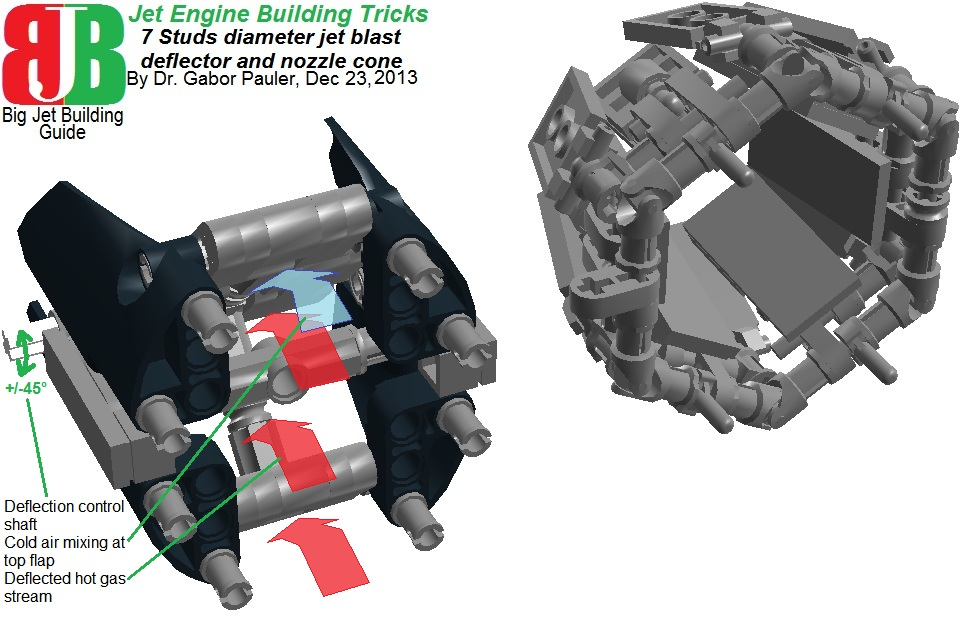 JBB
Big Jet Building
Guide
Jet Engine Building Tricks
7 Studs diameter jet blast
deflector and nozzle cone
By Dr. Gabor Pauler, Dec 23, 2013
+/-45°
Deflection control
shaft
Cold air mixing at
top flap
Deflected hot gas
stream